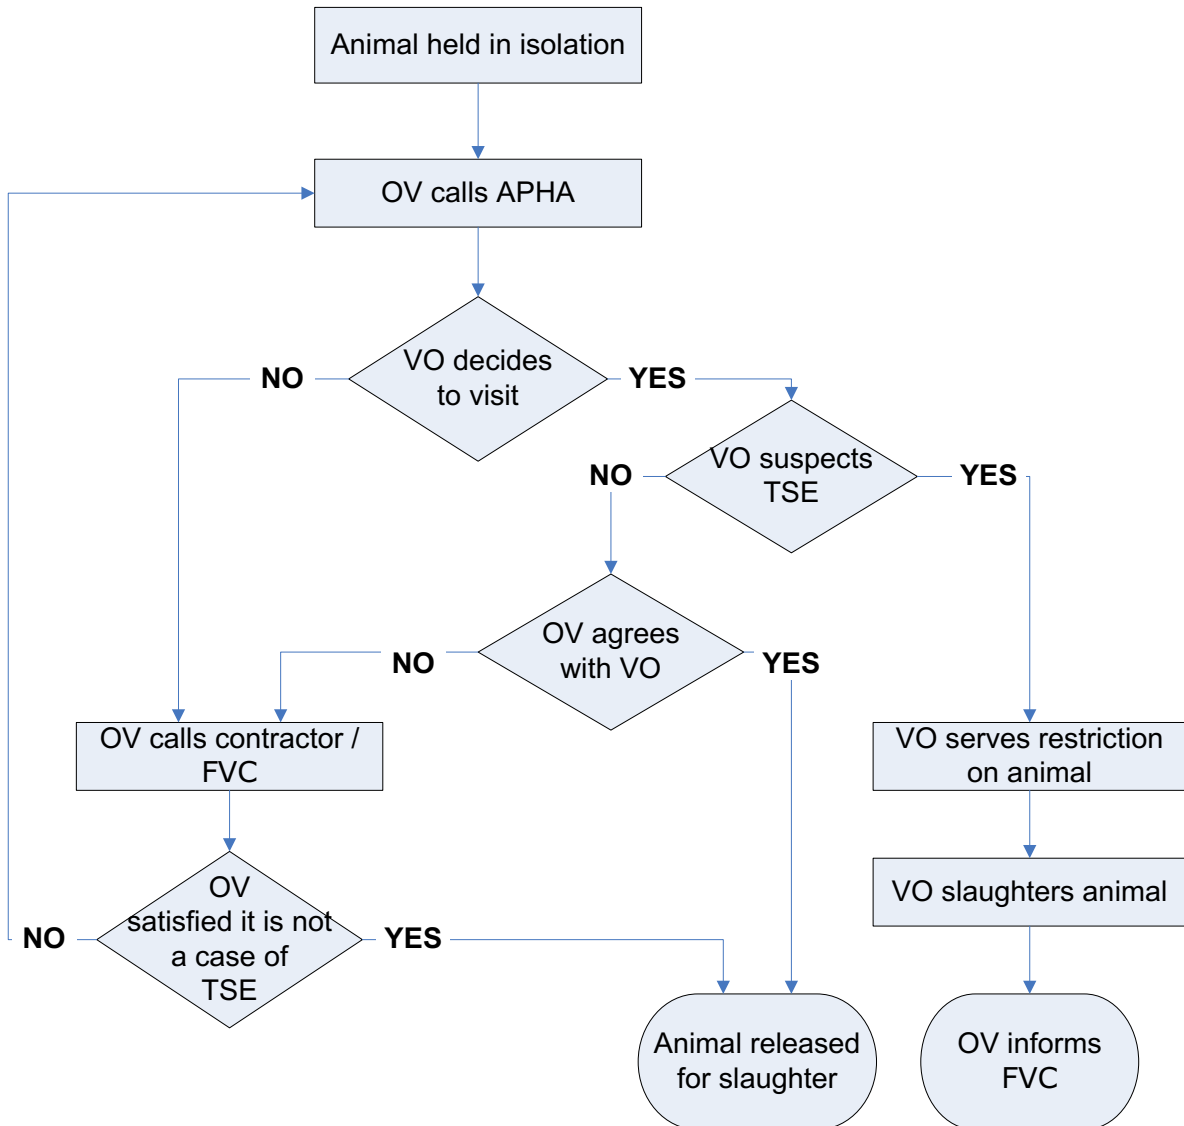 Animal held in isolation
OV calls APHA
VO decides
to visit
NO
YES
VO suspects
TSE
NO
YES
OV agrees
with VO
NO
YES
OV calls contractor /
FVC
VO serves restriction
on animal
VO slaughters animal
OV
satisfied it is not
a case of
TSE
NO
YES
Animal released
for slaughter
OV informs
FVC